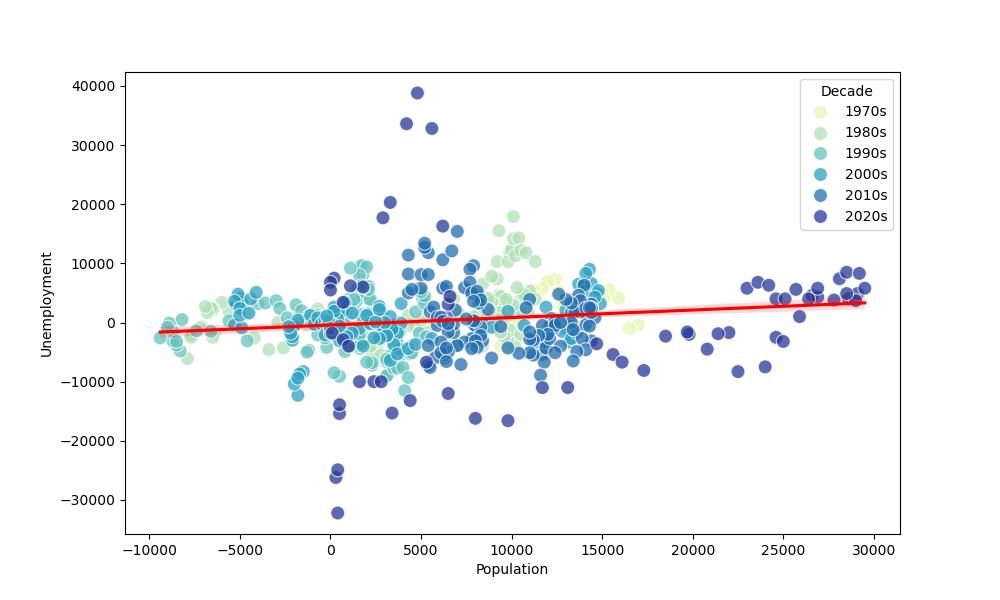 40000
30000
20000
10000
0
−10000
−20000
−30000
Unemployment
−10000 −5000 0 5000 10000 15000 20000 25000 30000
Population
Decade
1970s
1980s
1990s
2000s
2010s
2020s